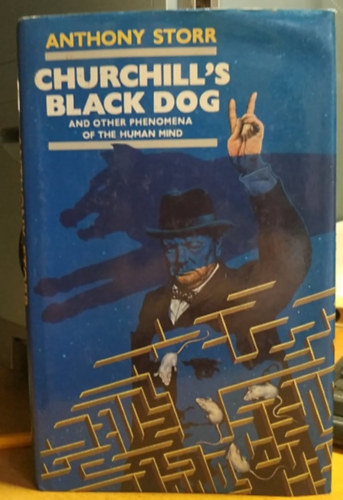 ANTHONY STORR
CHURCHILL'S
BLACK DOG
AND OTHER PHENOMENA
OF THE HUMAN MIND